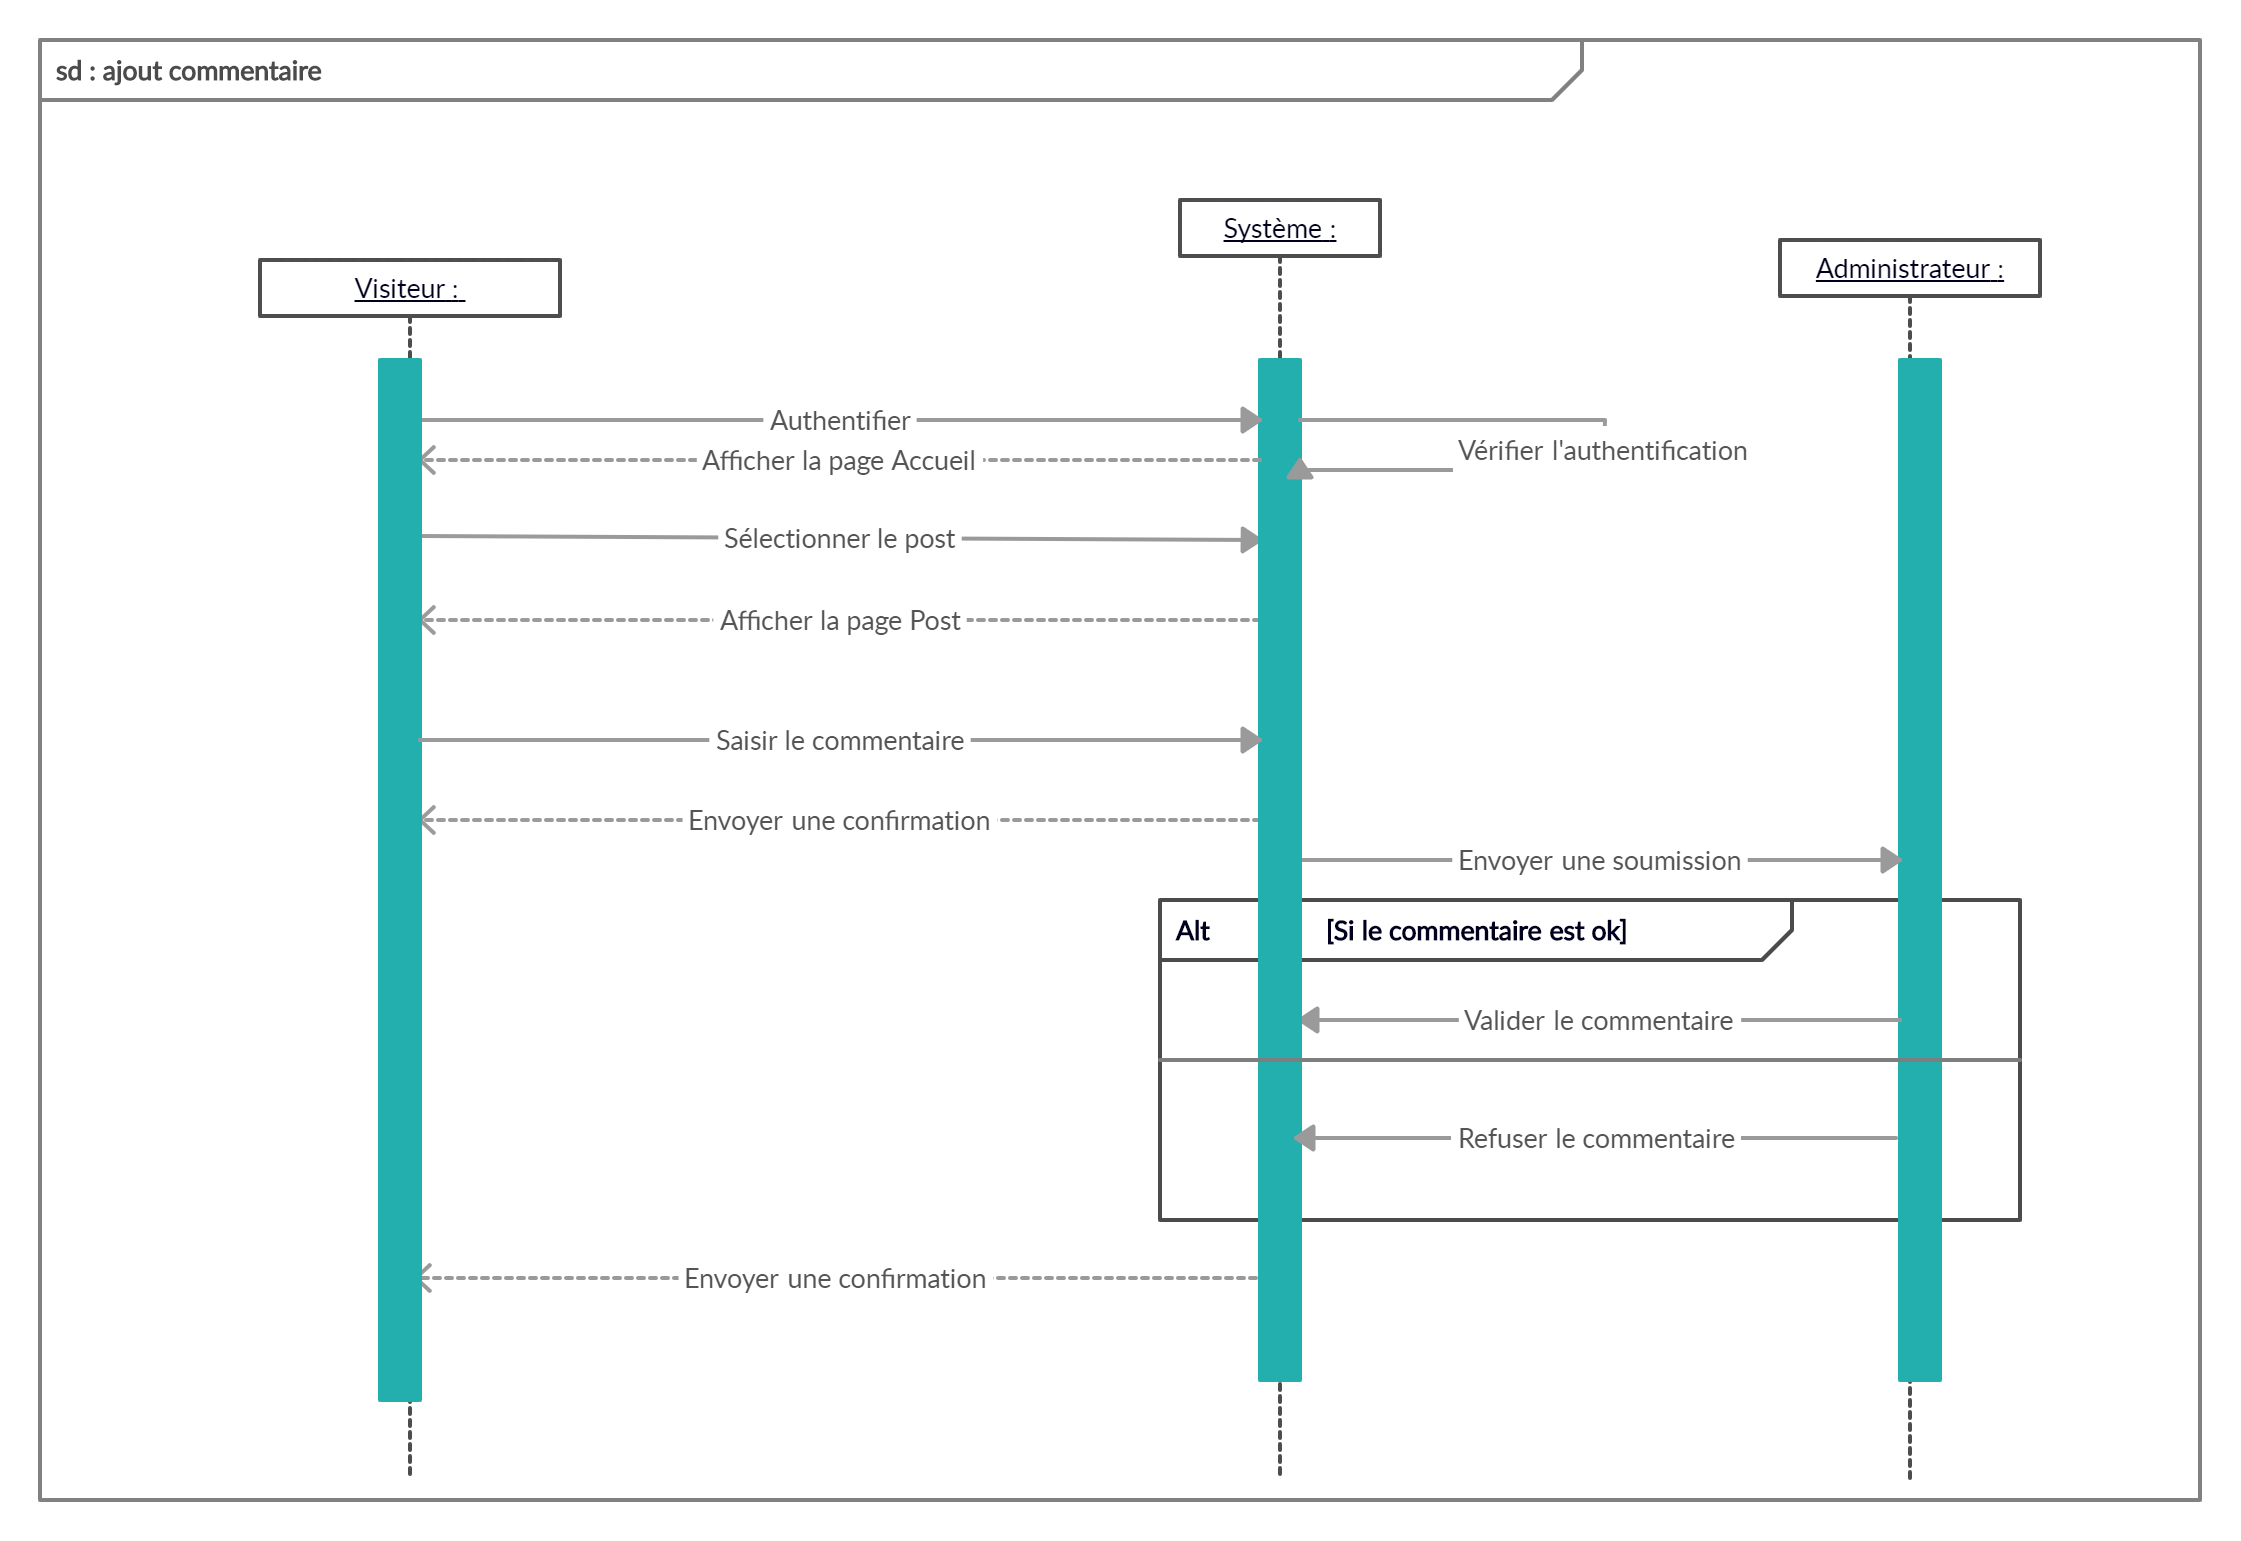 sd : ajout commentaire
Système :
Administrateur :
Visiteur :
Authentifier
Vérifier l'authentification
Afficher la page Accueil
Sélectionner le post
Afficher la page Post
Saisir le commentaire
Envoyer une confirmation
Envoyer une soumission
Alt [Si le commentaire est ok]
Valider le commentaire
Refuser le commentaire
Envoyer une confirmation